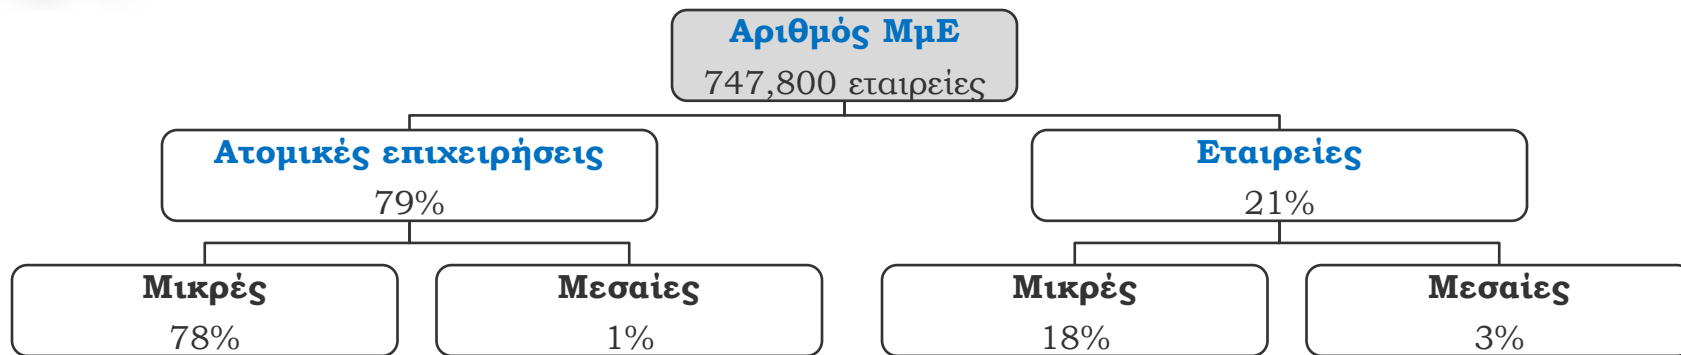 Αριθμός ΜμΕ
747,800 εταιρείες
Ατομικές επιχειρήσεις
79%
Εταιρείες
21%
Μικρές
78%
Μεσαίες
1%
Μικρές
18%
Μεσαίες
3%